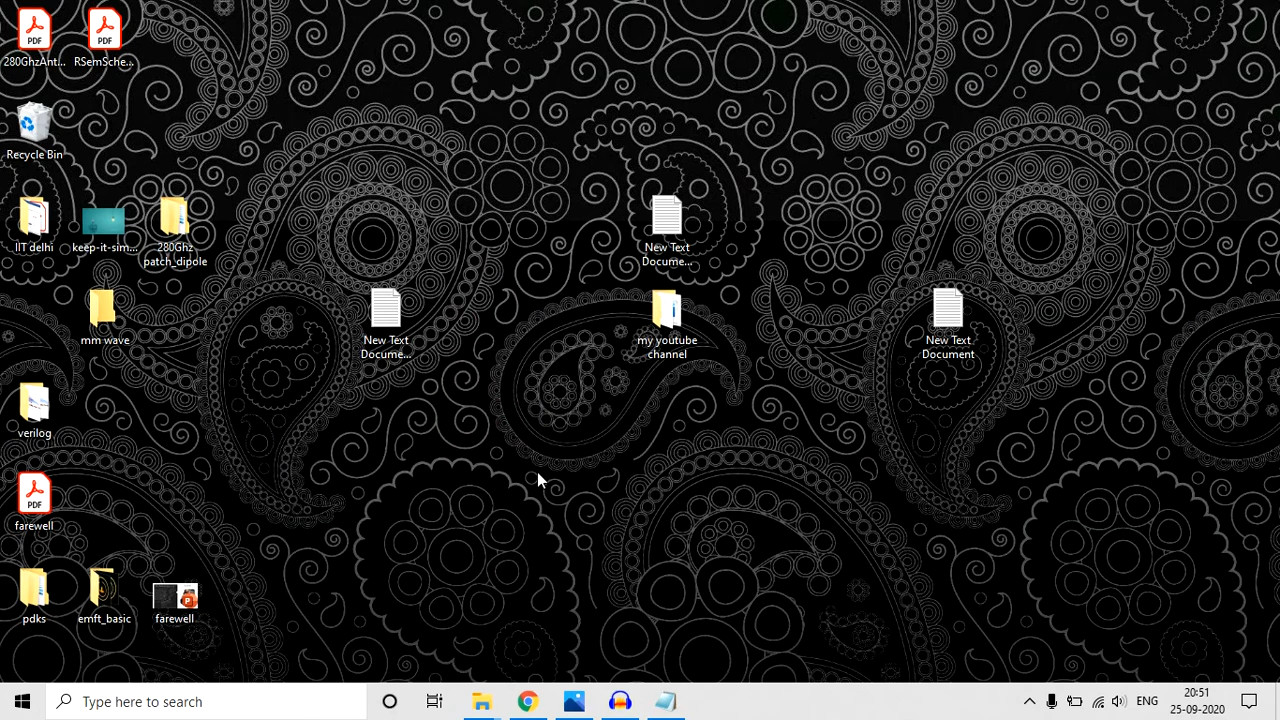 PDF
280GhzAnt...
PDF
RSemSche...
Recycle Bin
IIT delhi
keep-it-sim...
280Ghz
patch_dipole
New Text
Docume...
mm wave
New Text
Docume...
my youtube
channel
New Text
Document
verilog
PDF
farewell
pdks
emft_basic
P
farewell
Type here to search
ENG
20:51
25-09-2020